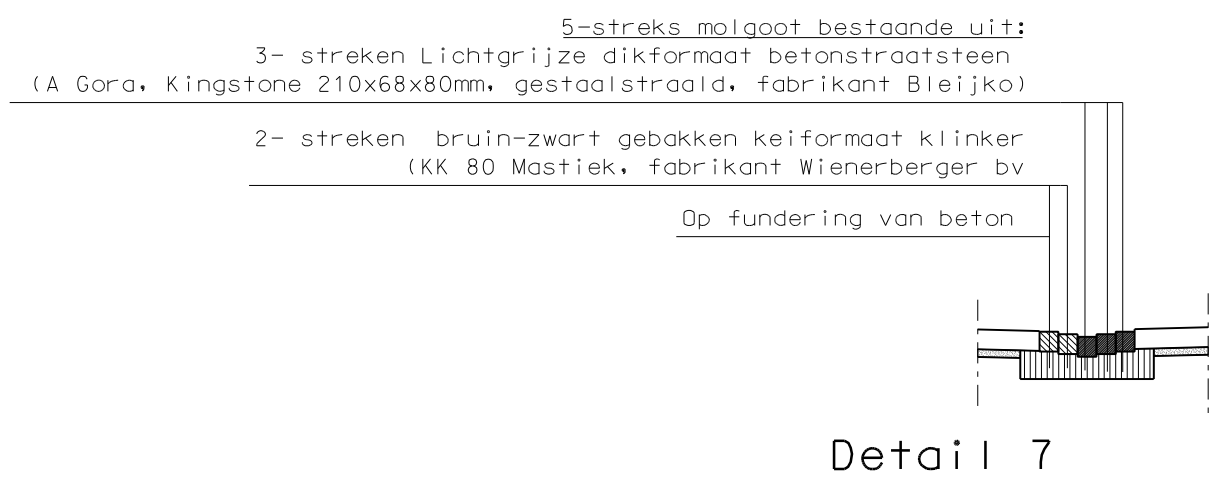 5-streks molgoot bestaande uit:
3- streken Lichtgrijze dikformaat betonstraatsteen
(A Gora, Kingstone 210x68x80mm, gestaalstraald, fabrikant Bleijko)
2- streken bruin-zwart gebakken keiformaat klinker
(KK 80 Mastiek, fabrikant Wienerberger bv
Op fundering van beton
Detail 7